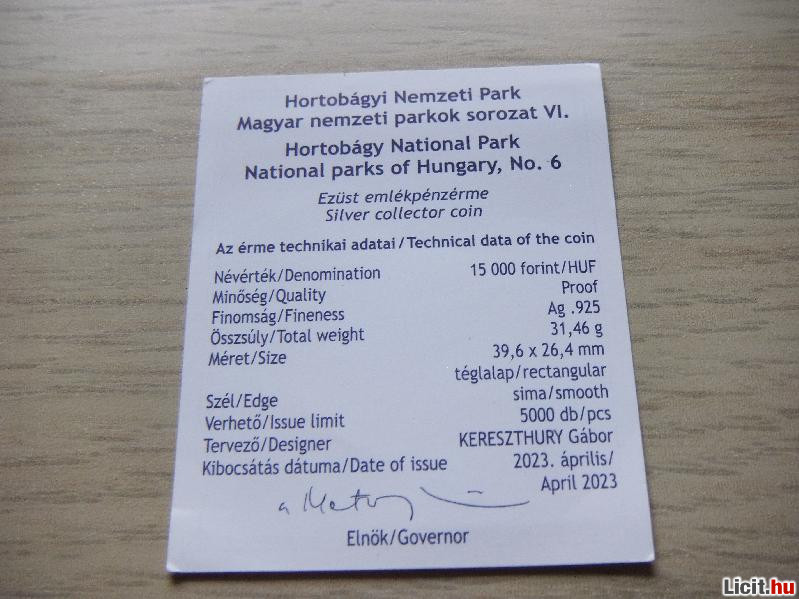 Hortobágyi Nemzeti Park
Magyar nemzeti parkok sorozat VI.
Hortobágy National Park
National parks of Hungary, No. 6
Ezüst emlékpénzérme
Silver collector coin
Az érme technikai adatai/Technical data of the coin
Névérték/Denomination 15 000 forint/HUF
Minőség/Quality Proof
Finomság/Fineness Ag .925
Összsúly/Total weight 31,46 g
Méret/Size 39,6 x 26,4 mm
téglalap/rectangular
Szél/Edge sima/smooth
Verhető/Issue limit 5000 db/pcs
Tervező/Designer KERESZTHURY Gábor
Kibocsátás dátuma/Date of issue 2023. április/
April 2023
Elnök/Governor
Licit.hu